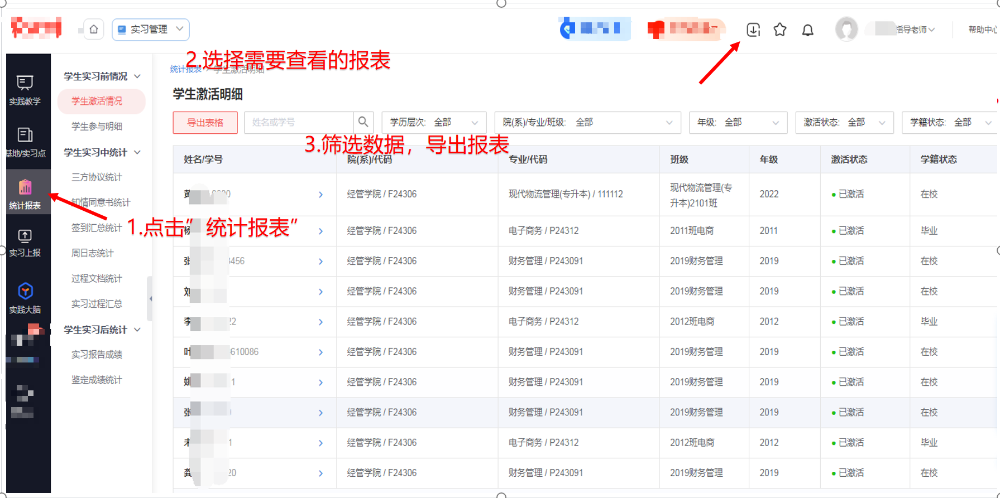 实习管理
指导老师
帮助中心
2.选择需要查看的报表
统计报表 / 学生激活明细
学生激活明细
导出表格
姓名或学号
学历层次: 全部
院(系)/专业/班级: 全部
年级: 全部
激活状态: 全部
学籍状态: 全部
3.筛选数据，导出报表
实践教学
基地/实习点
统计报表
实习上报
实践大脑
学生实习前情况
学生激活情况
学生参与明细
学生实习中统计
三方协议统计
知情同意书统计
签到汇总统计
周日志统计
过程文档统计
实习过程汇总
学生实习后统计
实习报告成绩
鉴定成绩统计
1.点击”统计报表”
姓名/学号 院(系)/代码 专业/代码 班级 年级 激活状态 学籍状态
黄 经管学院 / F24306 现代物流管理(专升本) / 111112 现代物流管理(专 2022 已激活 在校
升本)2101班
杨 经管学院 / F24306 电子商务 / P24312 2011班电商 2011 已激活 毕业
张 3456 经管学院 / F24306 财务管理 / P243091 2019财务管理 2019 已激活 在校
刘 经管学院 / F24306 财务管理 / P243091 2019财务管理 2019 已激活 在校
李 22 经管学院 / F24306 电子商务 / P24312 2012班电商 2012 已激活 毕业
叶 610086 经管学院 / F24306 财务管理 / P243091 2019财务管理 2019 已激活 在校
姚 1 经管学院 / F24306 财务管理 / P243091 2019财务管理 2019 已激活 在校
张 经管学院 / F24306 财务管理 / P243091 2019财务管理 2019 已激活 在校
1 经管学院 / F24306 电子商务 / P24312 2012班电商 2012 已激活 毕业
龚 20 经管学院 / F24306 财务管理 / P243091 2019财务管理 2019 已激活 在校